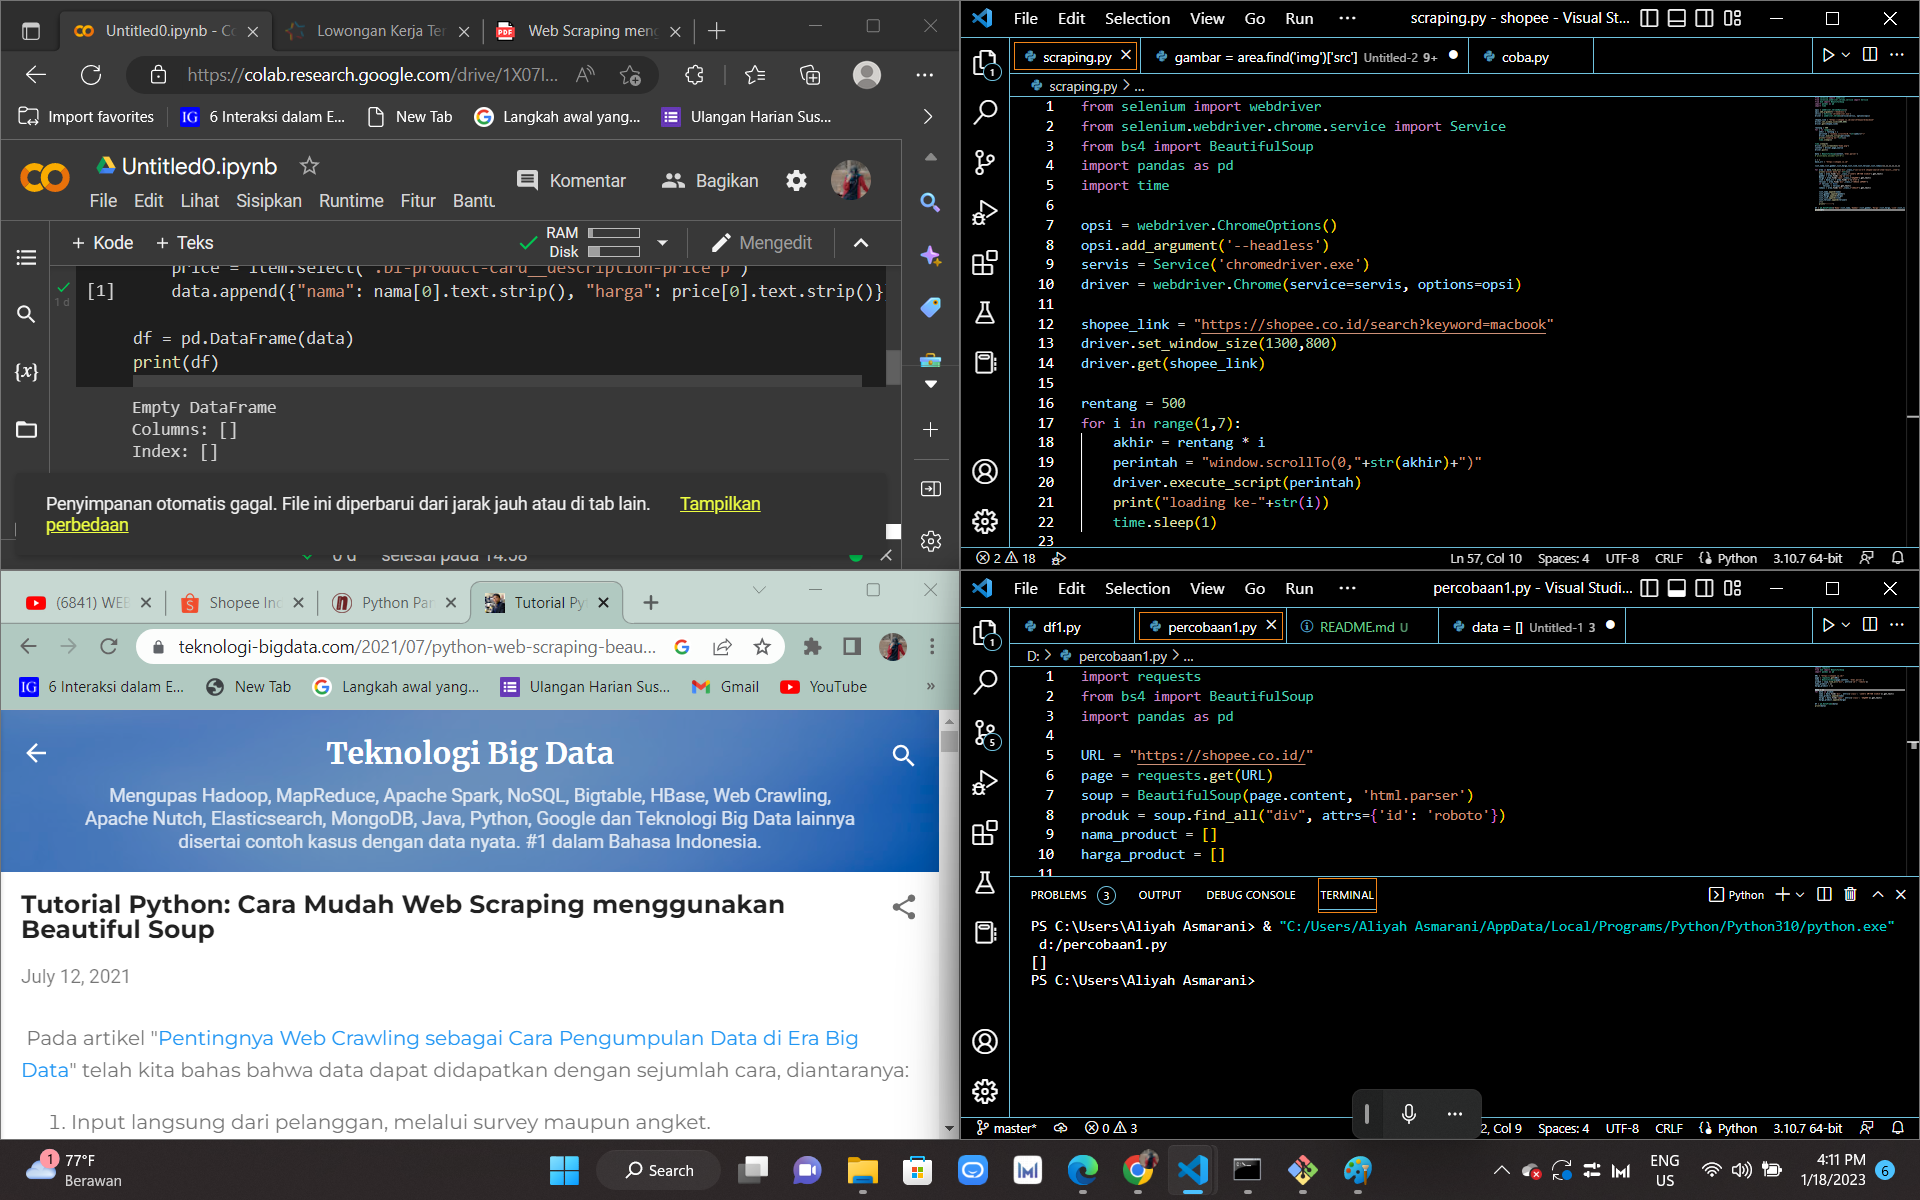 Untitled0.ipynb - Co
Lowongan Kerja Ter
Web Scraping meng
https://colab.research.google.com/drive/1X07I...
Import favorites
6 Interaksi dalam E...
New Tab
Langkah awal yang...
Ulangan Harian Sus...
Untitled0.ipynb
Komentar
Bagikan
File Edit Lihat Sisipkan Runtime Fitur Bantu
+ Kode + Teks
RAM
Disk
Mengedit
price = item.select( .bl-product-card__description-price p )
[1] data.append({"nama": nama[0].text.strip(), "harga": price[0].text.strip()}
1 d
df = pd.DataFrame(data)
print(df)
Empty DataFrame
Columns: []
Index: []
Penyimpanan otomatis gagal. File ini diperbarui dari jarak jauh atau di tab lain. Tampilkan
perbedaan
0 d selesai pada 14.58
File Edit Selection View Go Run ···
scraping.py - shopee - Visual St...
scraping.py
gambar = area.find('img')['src'] Untitled-2 9+
coba.py
scraping.py > ...
1 from selenium import webdriver
2 from selenium.webdriver.chrome.service import Service
3 from bs4 import BeautifulSoup
4 import pandas as pd
5 import time
6
7 opsi = webdriver.ChromeOptions()
8 opsi.add_argument('--headless')
9 servis = Service('chromedriver.exe')
10 driver = webdriver.Chrome(service=servis, options=opsi)
11
12 shopee_link = "https://shopee.co.id/search?keyword=macbook"
13 driver.set_window_size(1300,800)
14 driver.get(shopee_link)
15
16 rentang = 500
17 for i in range(1,7):
18 akhir = rentang * i
19 perintah = "window.scrollTo(0,"+str(akhir)+")"
20 driver.execute_script(perintah)
21 print("loading ke-"+str(i))
22 time.sleep(1)
23
2 18
Ln 57, Col 10 Spaces: 4 UTF-8 CRLF Python 3.10.7 64-bit
(6841) WEB
Shopee Inc
Python Par
Tutorial Py
teknologi-bigdata.com/2021/07/python-web-scraping-beau...
6 Interaksi dalam E...
New Tab
Langkah awal yang...
Ulangan Harian Sus...
Gmail
YouTube
»
Teknologi Big Data
Mengupas Hadoop, MapReduce, Apache Spark, NoSQL, Bigtable, HBase, Web Crawling,
Apache Nutch, Elasticsearch, MongoDB, Java, Python, Google dan Teknologi Big Data lainnya
disertai contoh kasus dengan data nyata. #1 dalam Bahasa Indonesia.
Tutorial Python: Cara Mudah Web Scraping menggunakan
Beautiful Soup
July 12, 2021
Pada artikel "Pentingnya Web Crawling sebagai Cara Pengumpulan Data di Era Big
Data" telah kita bahas bahwa data dapat didapatkan dengan sejumlah cara, diantaranya:
1. Input langsung dari pelanggan, melalui survey maupun angket.
File Edit Selection View Go Run ···
percobaan1.py - Visual Studi...
df1.py
percobaan1.py
README.md U
data = [] Untitled-1 3
D: > percobaan1.py > ...
1 import requests
2 from bs4 import BeautifulSoup
3 import pandas as pd
4
5 URL = "https://shopee.co.id/"
6 page = requests.get(URL)
7 soup = BeautifulSoup(page.content, 'html.parser')
8 produk = soup.find_all("div", attrs={'id': 'roboto'})
9 nama_product = []
10 harga_product = []
11
PROBLEMS 3 OUTPUT DEBUG CONSOLE TERMINAL
Python
PS C:\Users\Aliyah Asmarani> & "C:/Users/Aliyah Asmarani/AppData/Local/Programs/Python/Python310/python.exe"
d:/percobaan1.py
[]
PS C:\Users\Aliyah Asmarani>
master* 0 3
2, Col 9 Spaces: 4 UTF-8 CRLF Python 3.10.7 64-bit
1
77°F
Berawan
Search
ENG
US
4:11 PM
1/18/2023
6